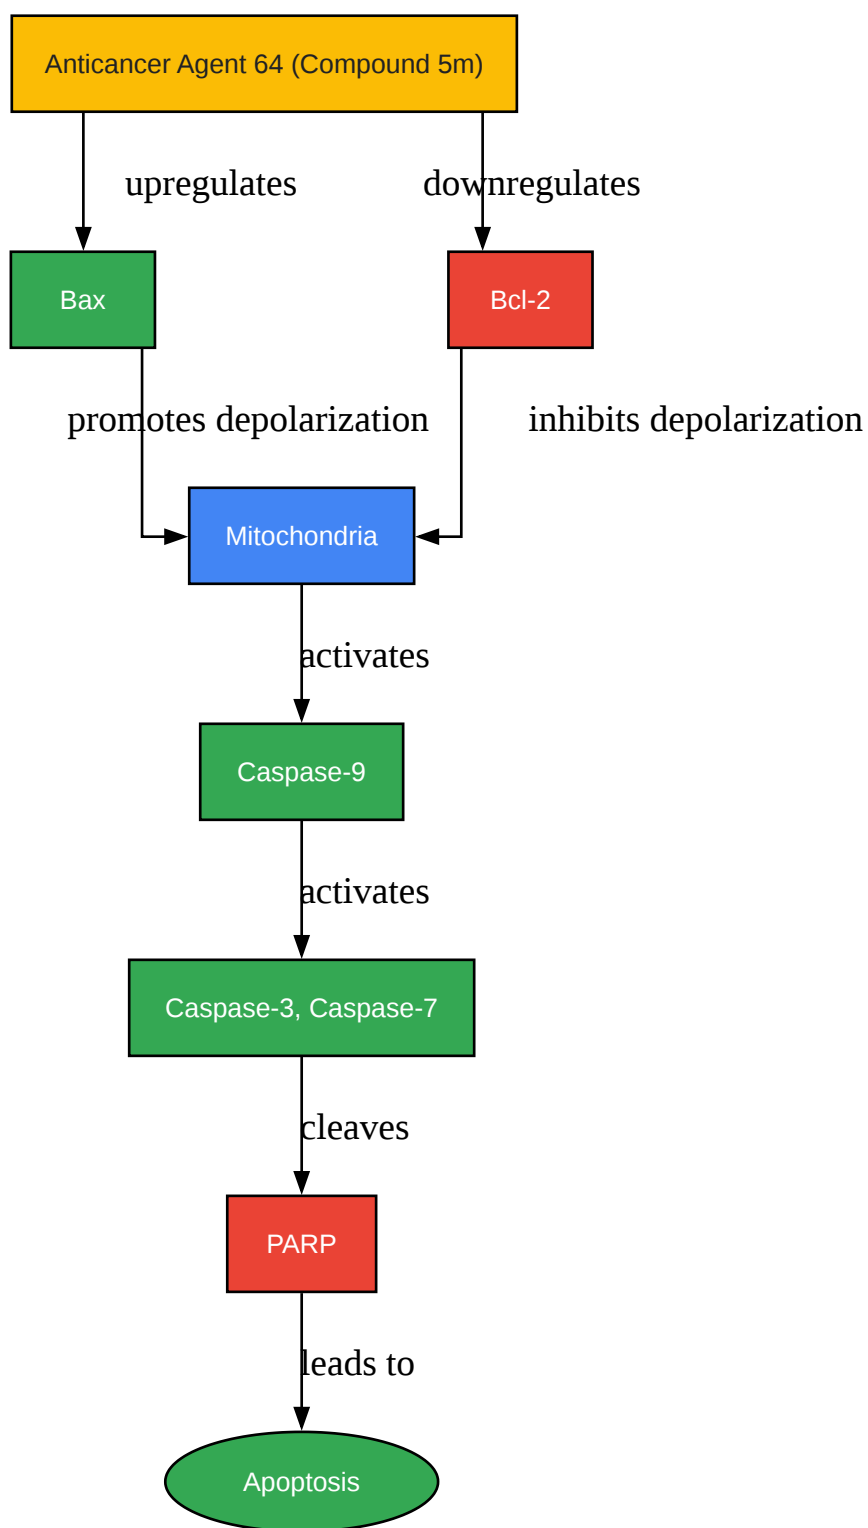 Anticancer Agent 64 (Compound 5m)
upregulates
downregulates
Bax
Bcl-2
promotes depolarization
inhibits depolarization
Mitochondria
activates
Caspase-9
activates
Caspase-3, Caspase-7
cleaves
PARP
leads to
Apoptosis